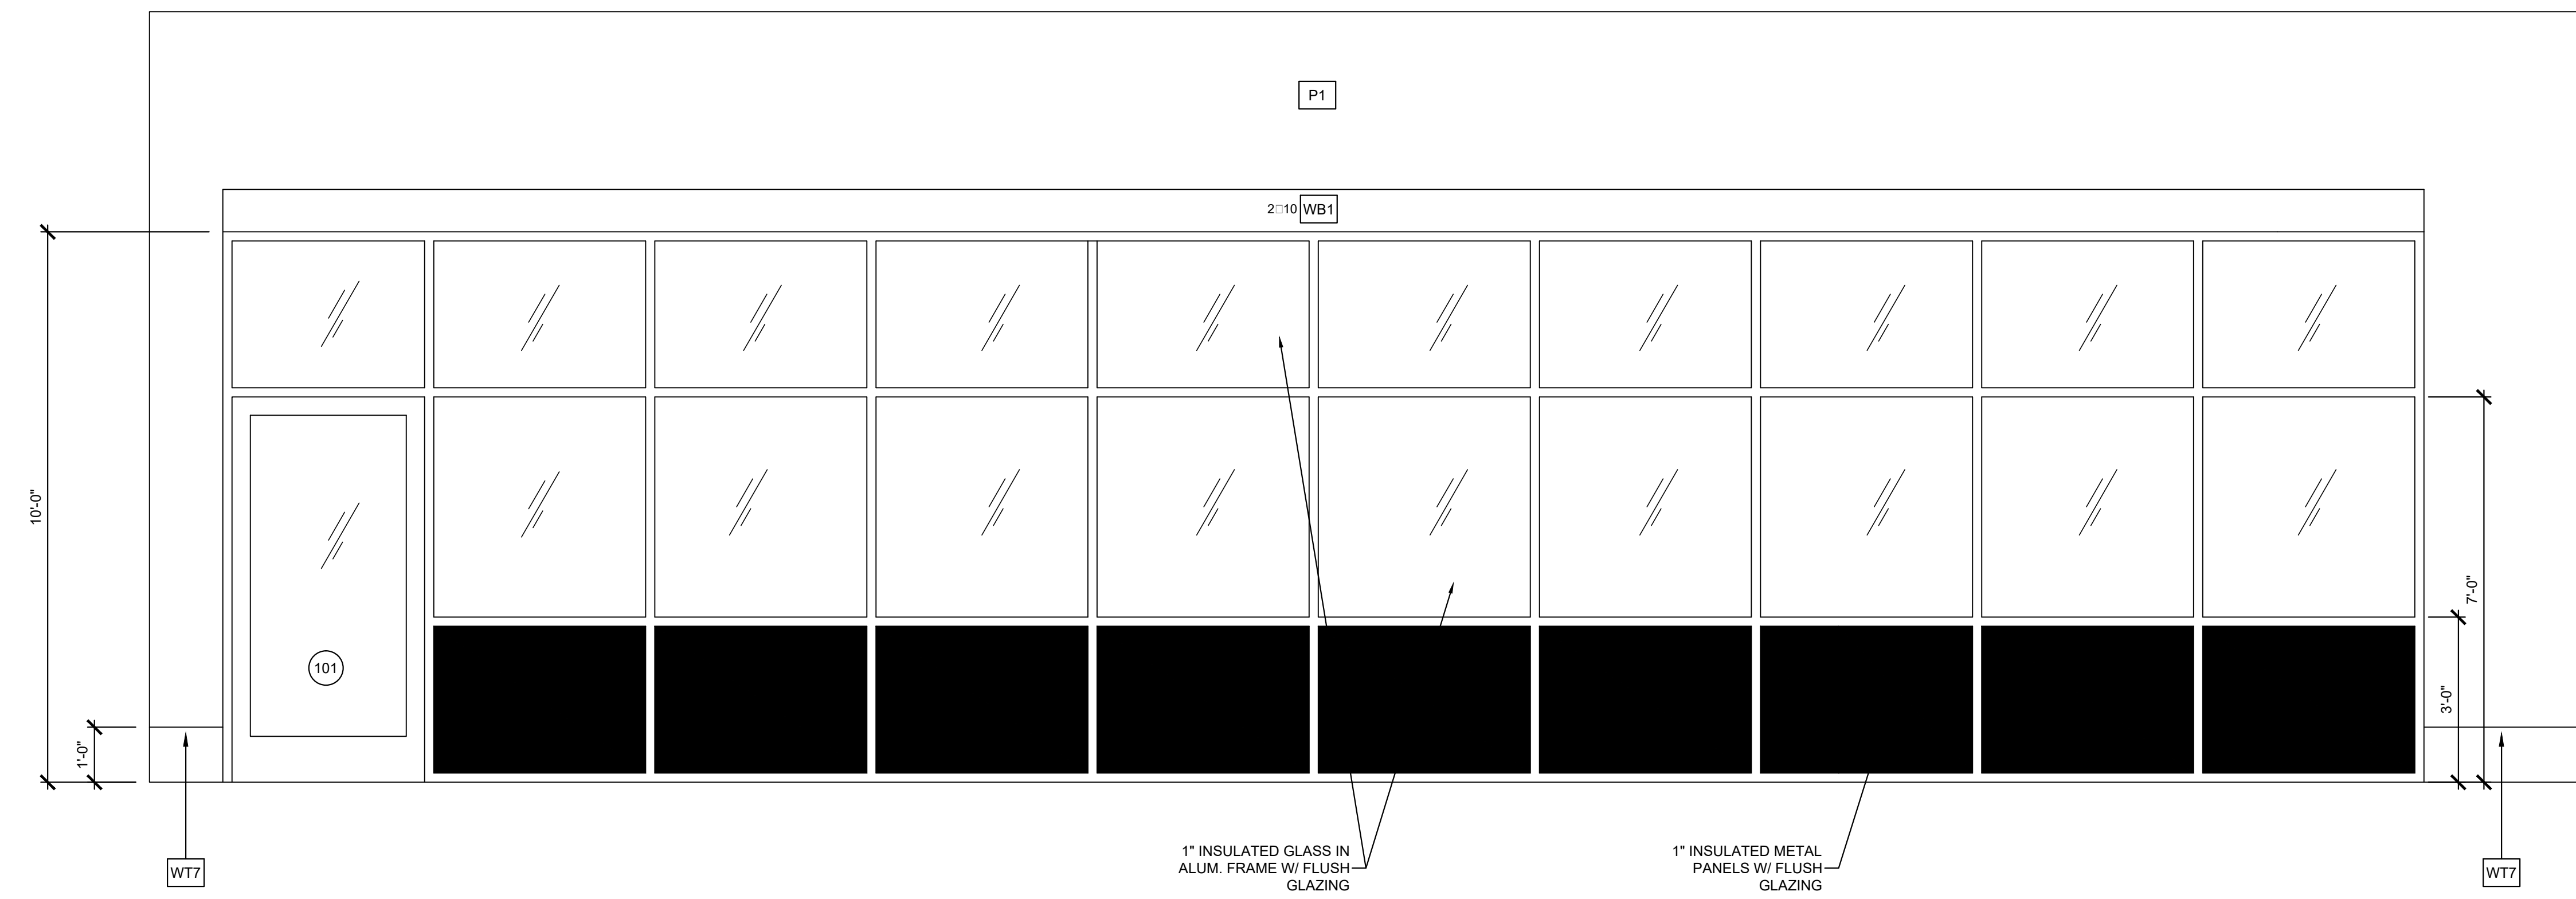 P1
2□10 WB1
10'-0"
7'-0"
101
3'-0"
1'-0"
1" INSULATED GLASS IN
ALUM. FRAME W/ FLUSH
GLAZING
1" INSULATED METAL
PANELS W/ FLUSH
GLAZING
WT7
WT7